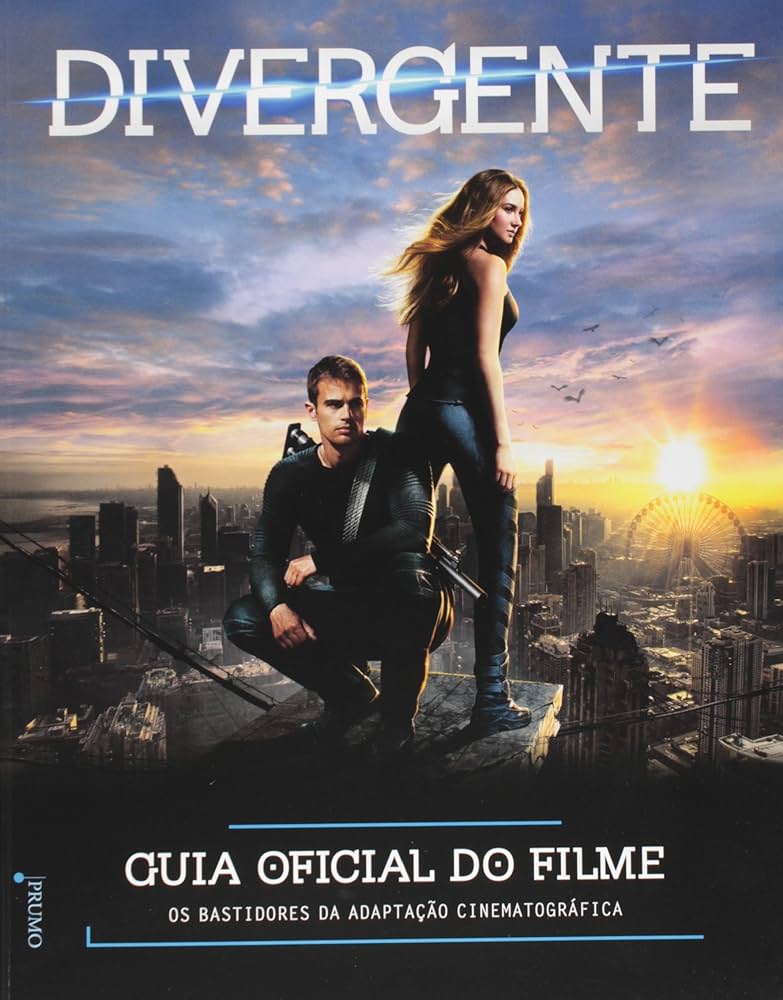 DIVERGENTE
GUIA OFICIAL DO FILME
OS BASTIDORES DA ADAPTAÇÃO CINEMATOGRÁFICA
PRUMO